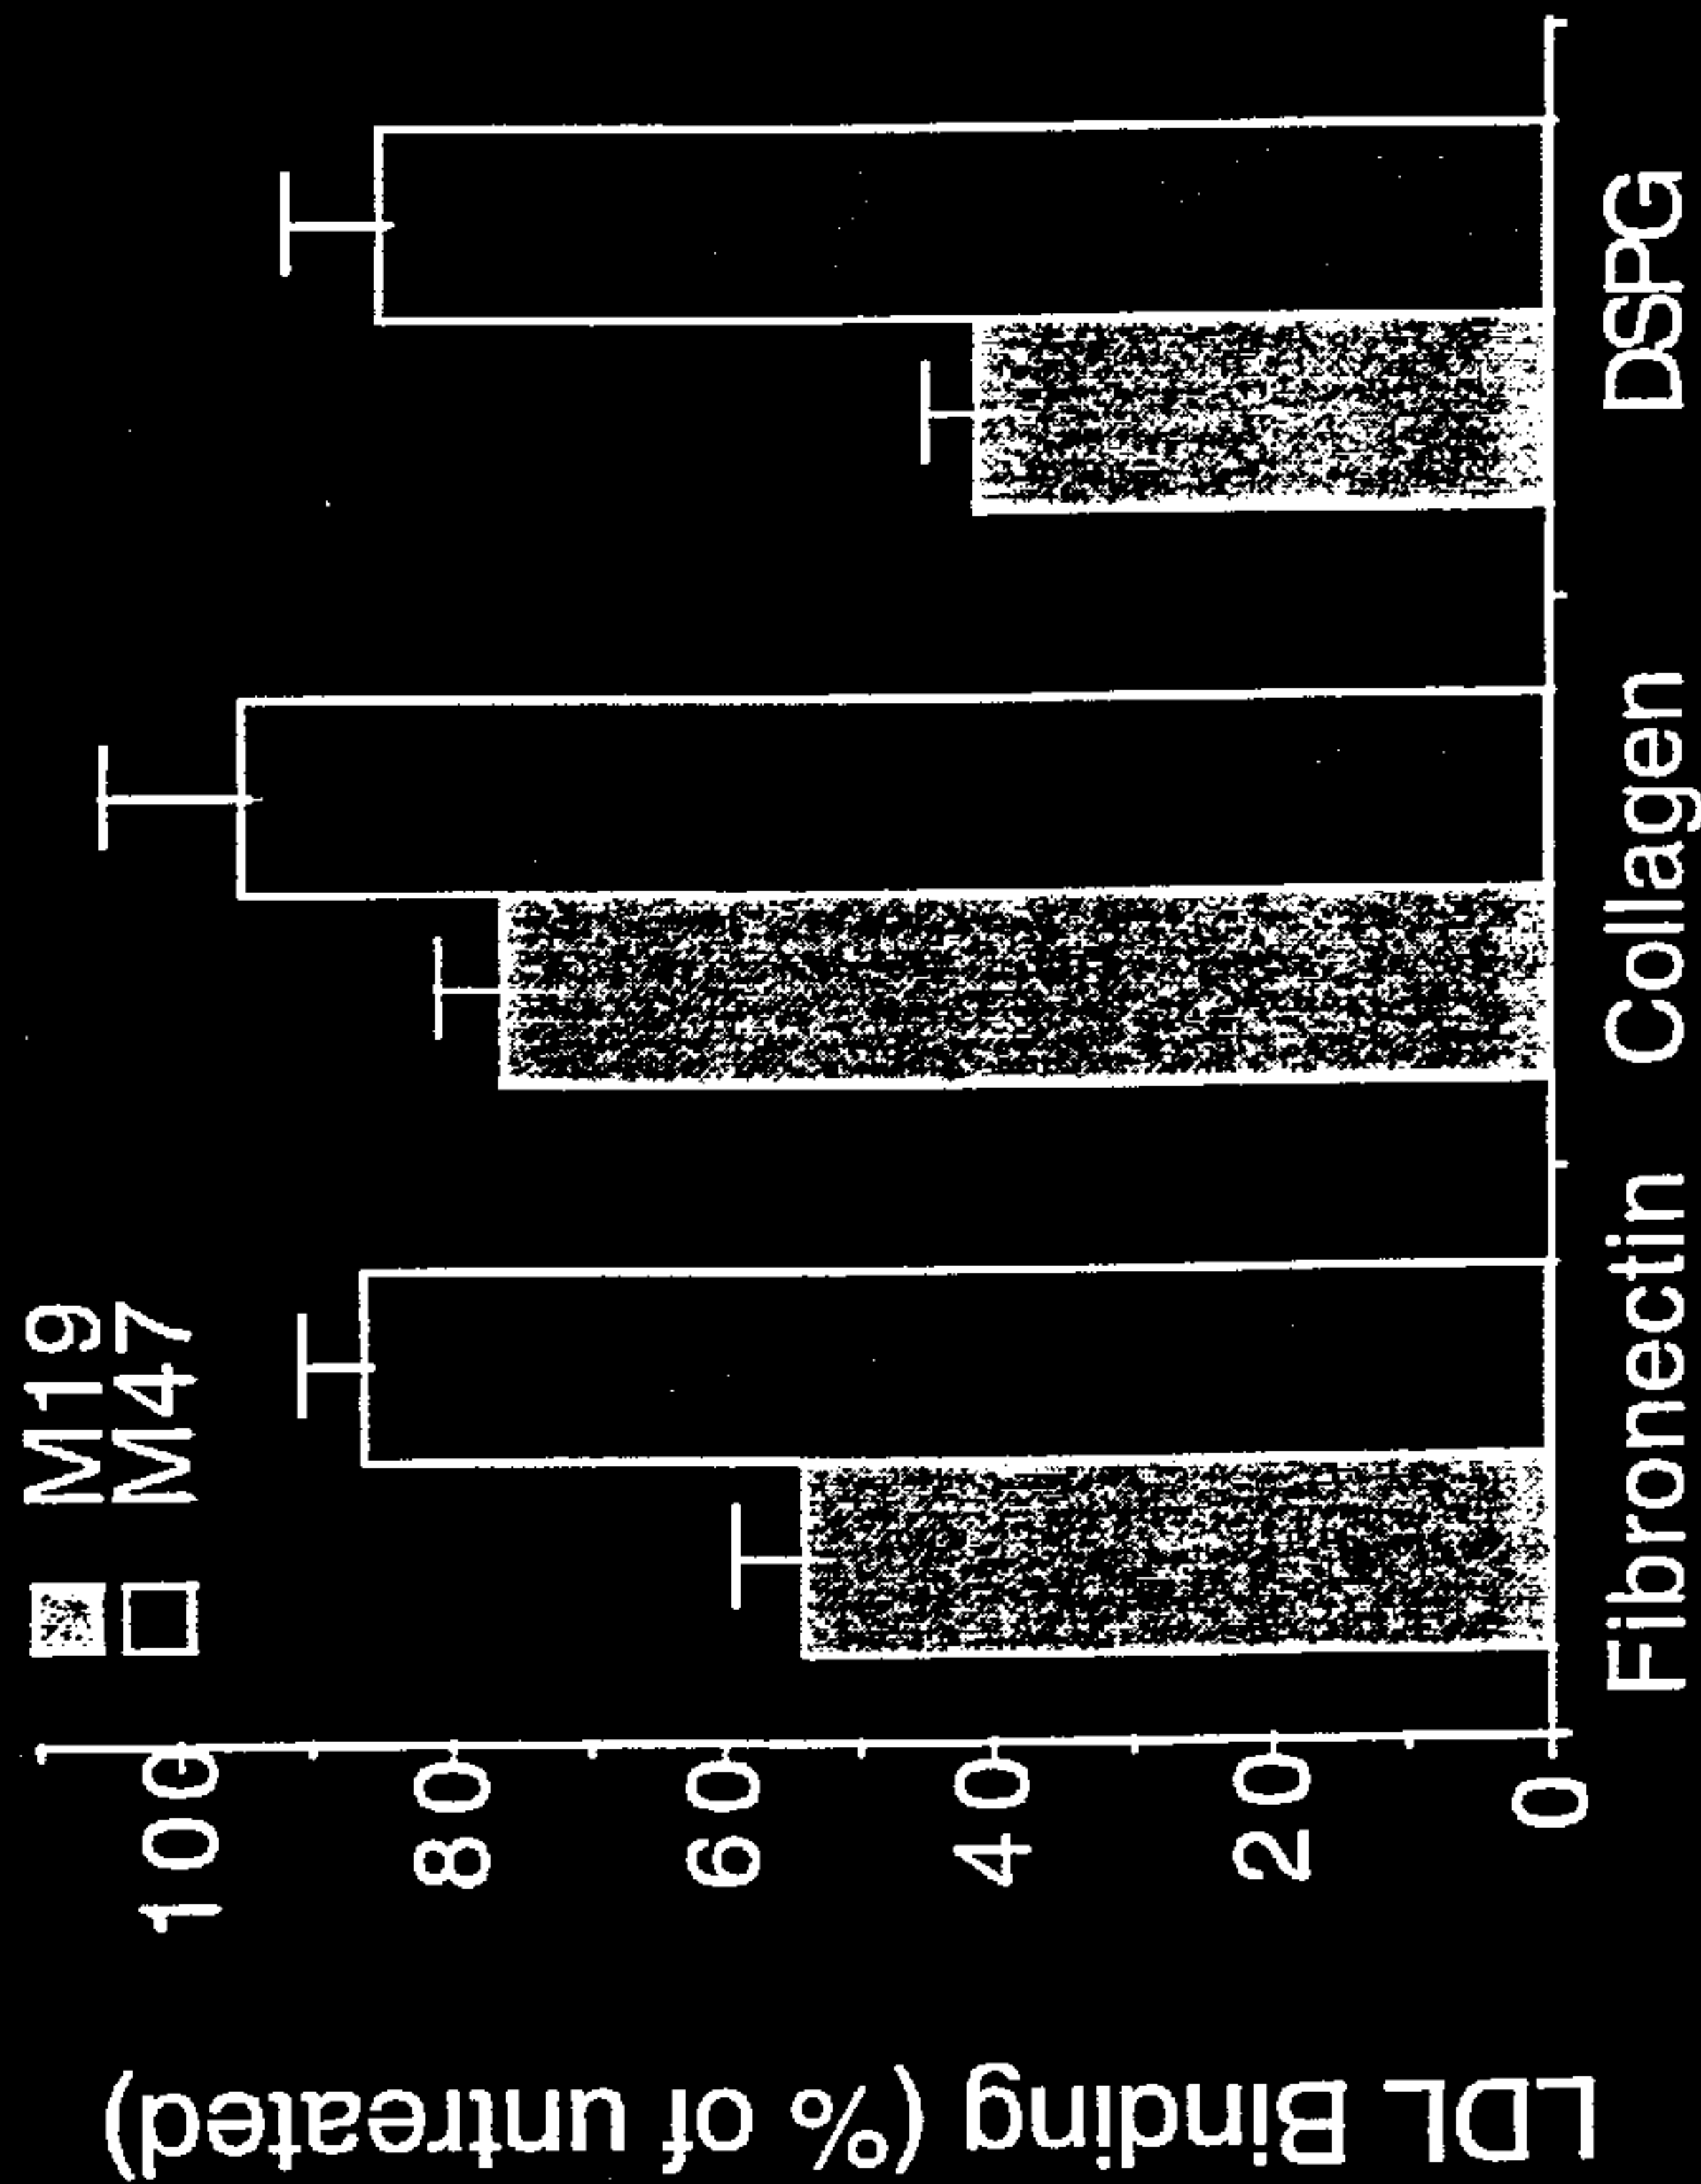 M19
M47
LDL Binding (% of untreated)
100
80
60
40
20
0
Fibronectin Collagen DSPG